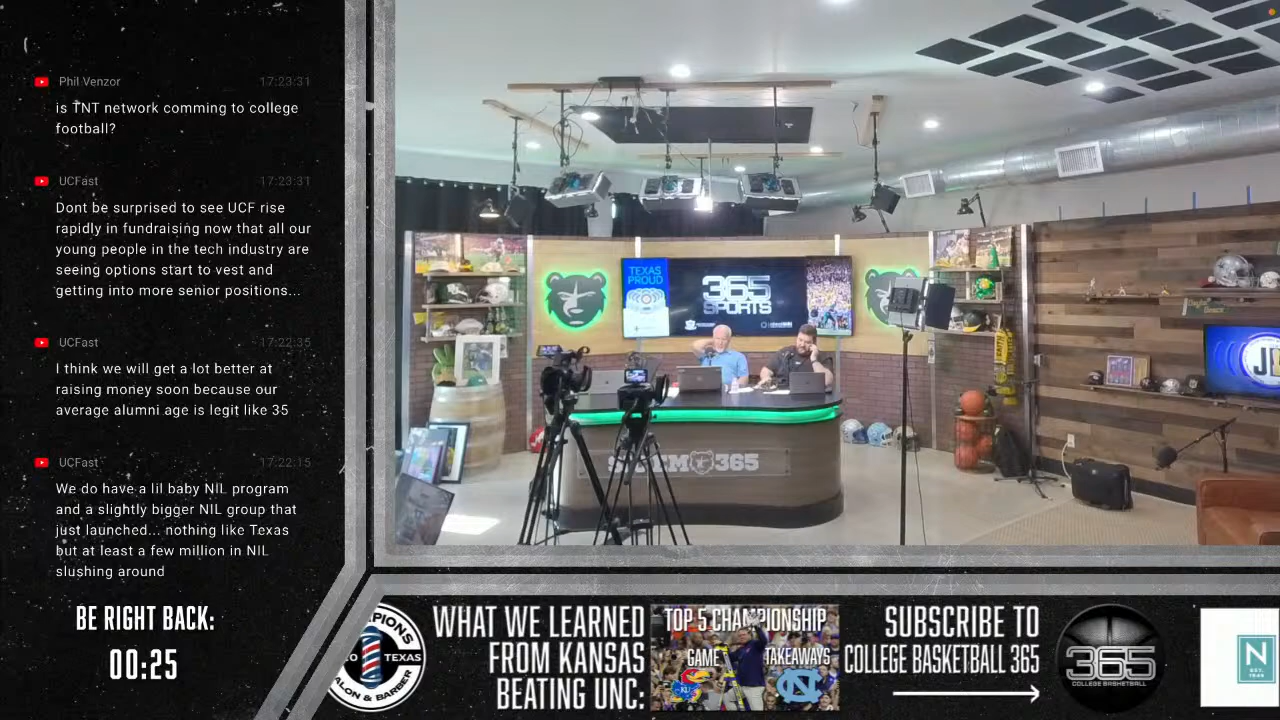 Phil Venzor 17:23:31
is TNT network comming to college
football?
UCFast 17:23:31
Dont be surprised to see UCF rise
rapidly in fundraising now that all our
young people in the tech industry are
seeing options start to vest and
getting into more senior positions...
UCFast 17:22:35
I think we will get a lot better at
raising money soon because our
average alumni age is legit like 35
UCFast 17:22:15
We do have a lil baby NIL program
and a slightly bigger NIL group that
just launched... nothing like Texas
but at least a few million in NIL
slushing around
BE RIGHT BACK:
00:25
TEXAS
PROUD
365
SPORTS
365
TEXAS
WHAT WE LEARNED
FROM KANSAS
BEATING UNC:
TOP 5 CHAMPIONSHIP
GAME TAKEAWAYS
KU
SUBSCRIBE TO
COLLEGE BASKETBALL 365
365
COLLEGE BASKETBALL
N